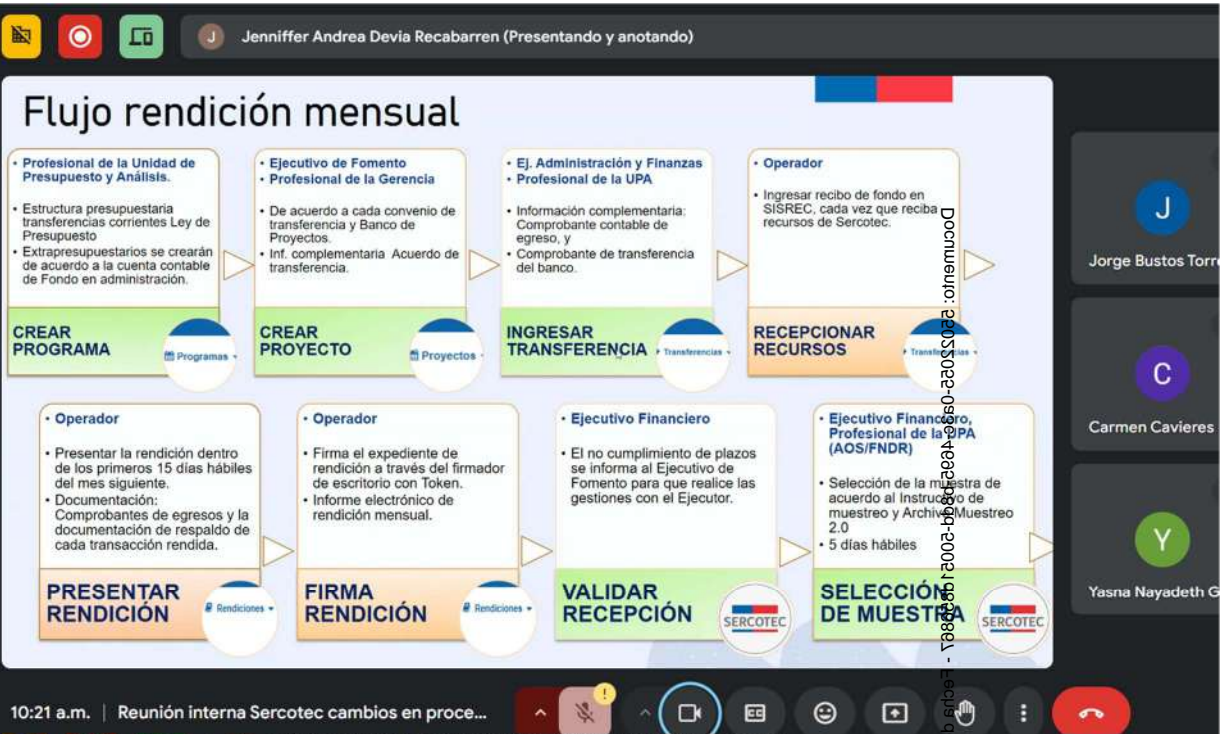 J Jenniffer Andrea Devia Recabarren (Presentando y anotando)
Flujo rendición mensual
• Profesional de la Unidad de
Presupuesto y Análisis.
• Estructura presupuestaria
transferencias corrientes Ley de
Presupuesto
• Extrapresupuestarios se crearán
de acuerdo a la cuenta contable
de Fondo en administración.
CREAR
PROGRAMA
Programas
• Ejecutivo de Fomento
• Profesional de la Gerencia
• De acuerdo a cada convenio de
transferencia y Banco de
Proyectos.
• Inf. complementaria Acuerdo de
transferencia.
CREAR
PROYECTO
Proyectos
• Ej. Administración y Finanzas
• Profesional de la UPA
• Información complementaria:
Comprobante contable de
egreso, y
• Comprobante de transferencia
del banco.
INGRESAR
TRANSFERENCIA
Transferencias
• Operador
• Ingresar recibo de fondo en
SISREC, cada vez que reciba
recursos de Sercotec.
RECEPCIONAR
RECURSOS
Transferencias
• Operador
• Presentar la rendición dentro
de los primeros 15 días hábiles
del mes siguiente.
• Documentación:
Comprobantes de egresos y la
documentación de respaldo de
cada transacción rendida.
PRESENTAR
RENDICIÓN
Rendiciones
• Operador
• Firma el expediente de
rendición a través del firmador
de escritorio con Token.
• Informe electrónico de
rendición mensual.
FIRMA
RENDICIÓN
Rendiciones
• Ejecutivo Financiero
• El no cumplimiento de plazos
se informa al Ejecutivo de
Fomento para que realice las
gestiones con el Ejecutor.
VALIDAR
RECEPCIÓN
SERCOTEC
• Ejecutivo Financiero,
Profesional de la UPA
(AOS/FNDR)
• Selección de la muestra de
acuerdo al Instructivo de
muestreo y Archivo Muestreo
2.0
• 5 días hábiles
SELECCIÓN
DE MUESTRA
SERCOTEC
J
Jorge Bustos Torre
C
Carmen Cavieres
Y
Yasna Nayadeth G
10:21 a.m. | Reunión interna Sercotec cambios en proce...
Documento:
- Fecha d